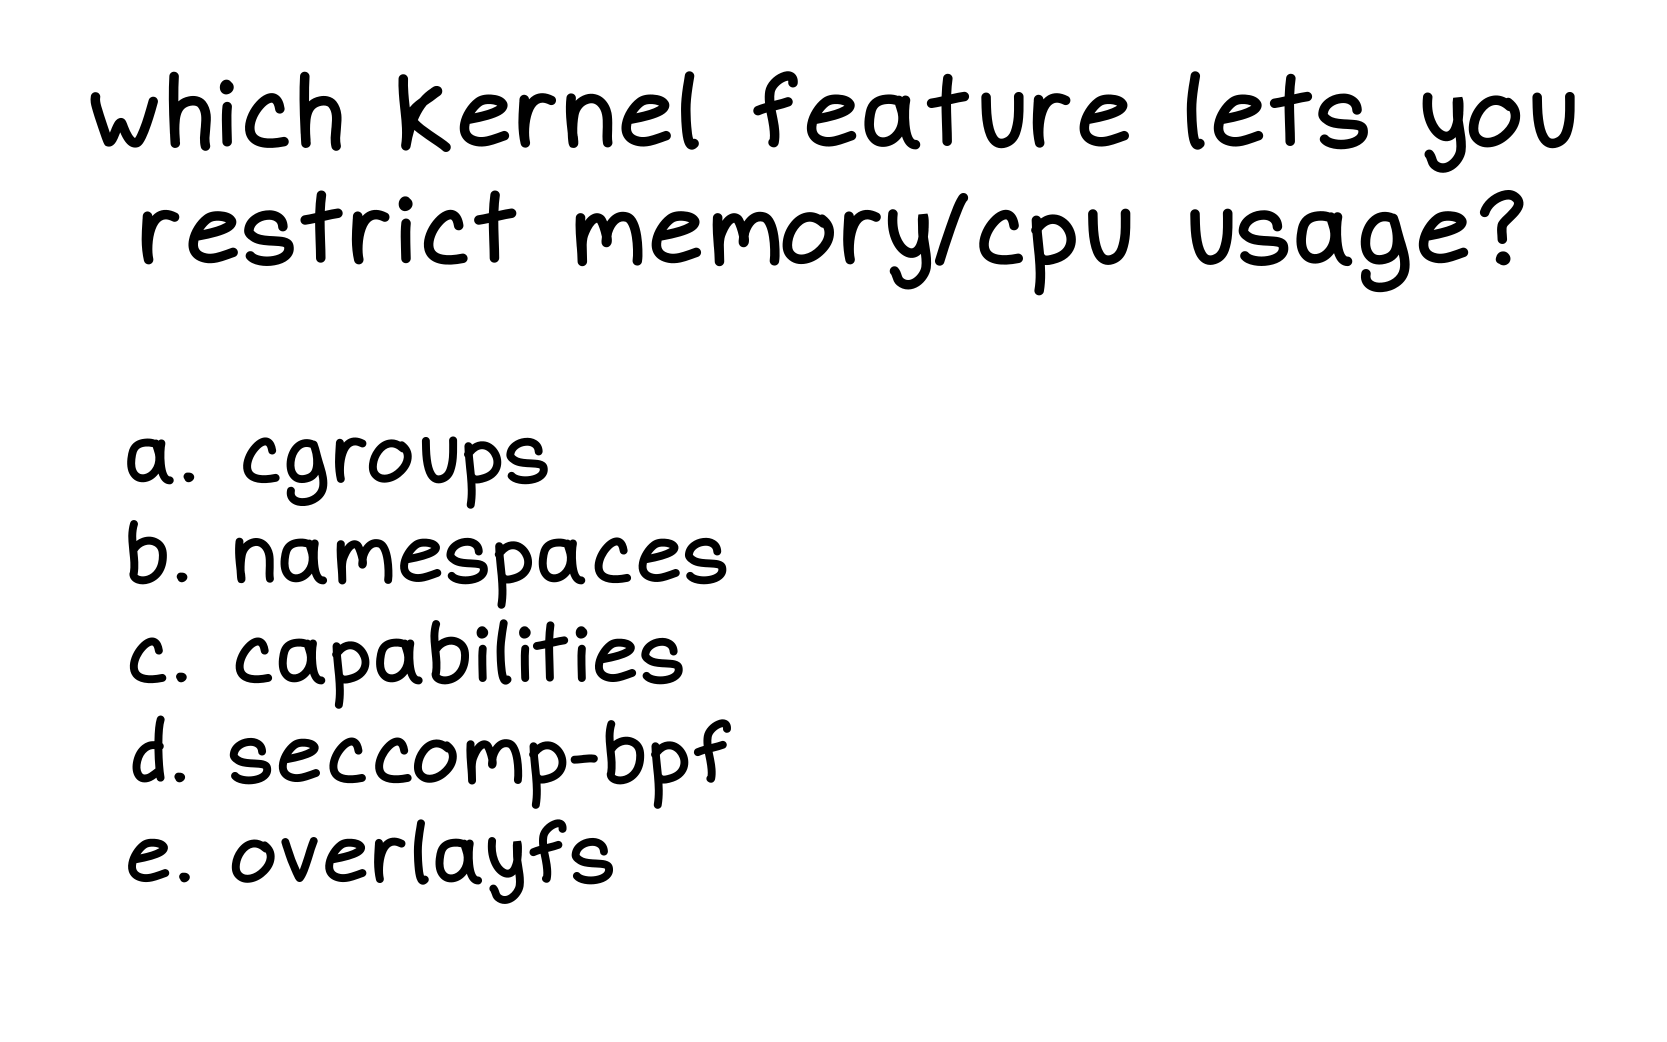 which kernel feature lets you
restrict memory/cpu usage?
a. cgroups
b. namespaces
c. capabilities
d. seccomp-bpf
e. overlayfs